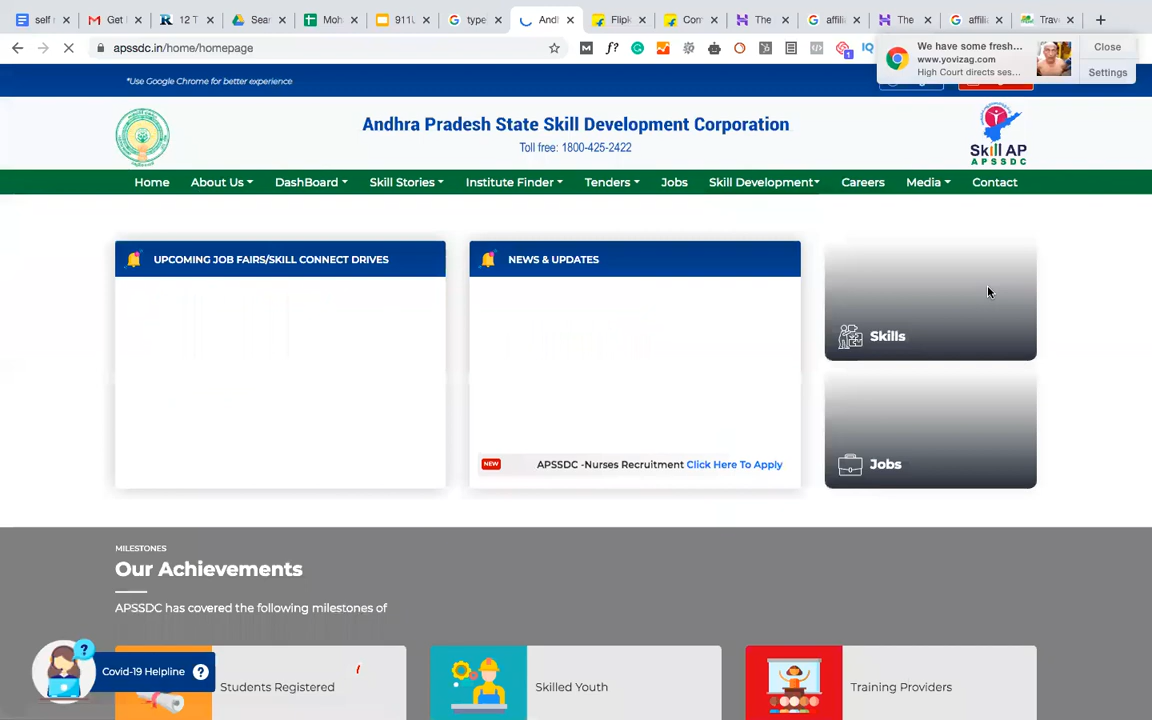 self r
Get I
12 T
Sear
Moh
911U
type
Andl
Flipk
Com
The
affili
The
affili
Trav
apssdc.in/home/homepage
We have some fresh...
www.yovizag.com
High Court directs ses...
Close
Settings
*Use Google Chrome for better experience
Andhra Pradesh State Skill Development Corporation
Toll free: 1800-425-2422
Skill AP
APSSDC
Home About Us DashBoard Skill Stories Institute Finder Tenders Jobs Skill Development Careers Media Contact
UPCOMING JOB FAIRS/SKILL CONNECT DRIVES
NEWS & UPDATES
NEW APSSDC -Nurses Recruitment Click Here To Apply
Skills
Jobs
MILESTONES
Our Achievements
APSSDC has covered the following milestones of
Covid-19 Helpline ?
Students Registered
Skilled Youth
Training Providers